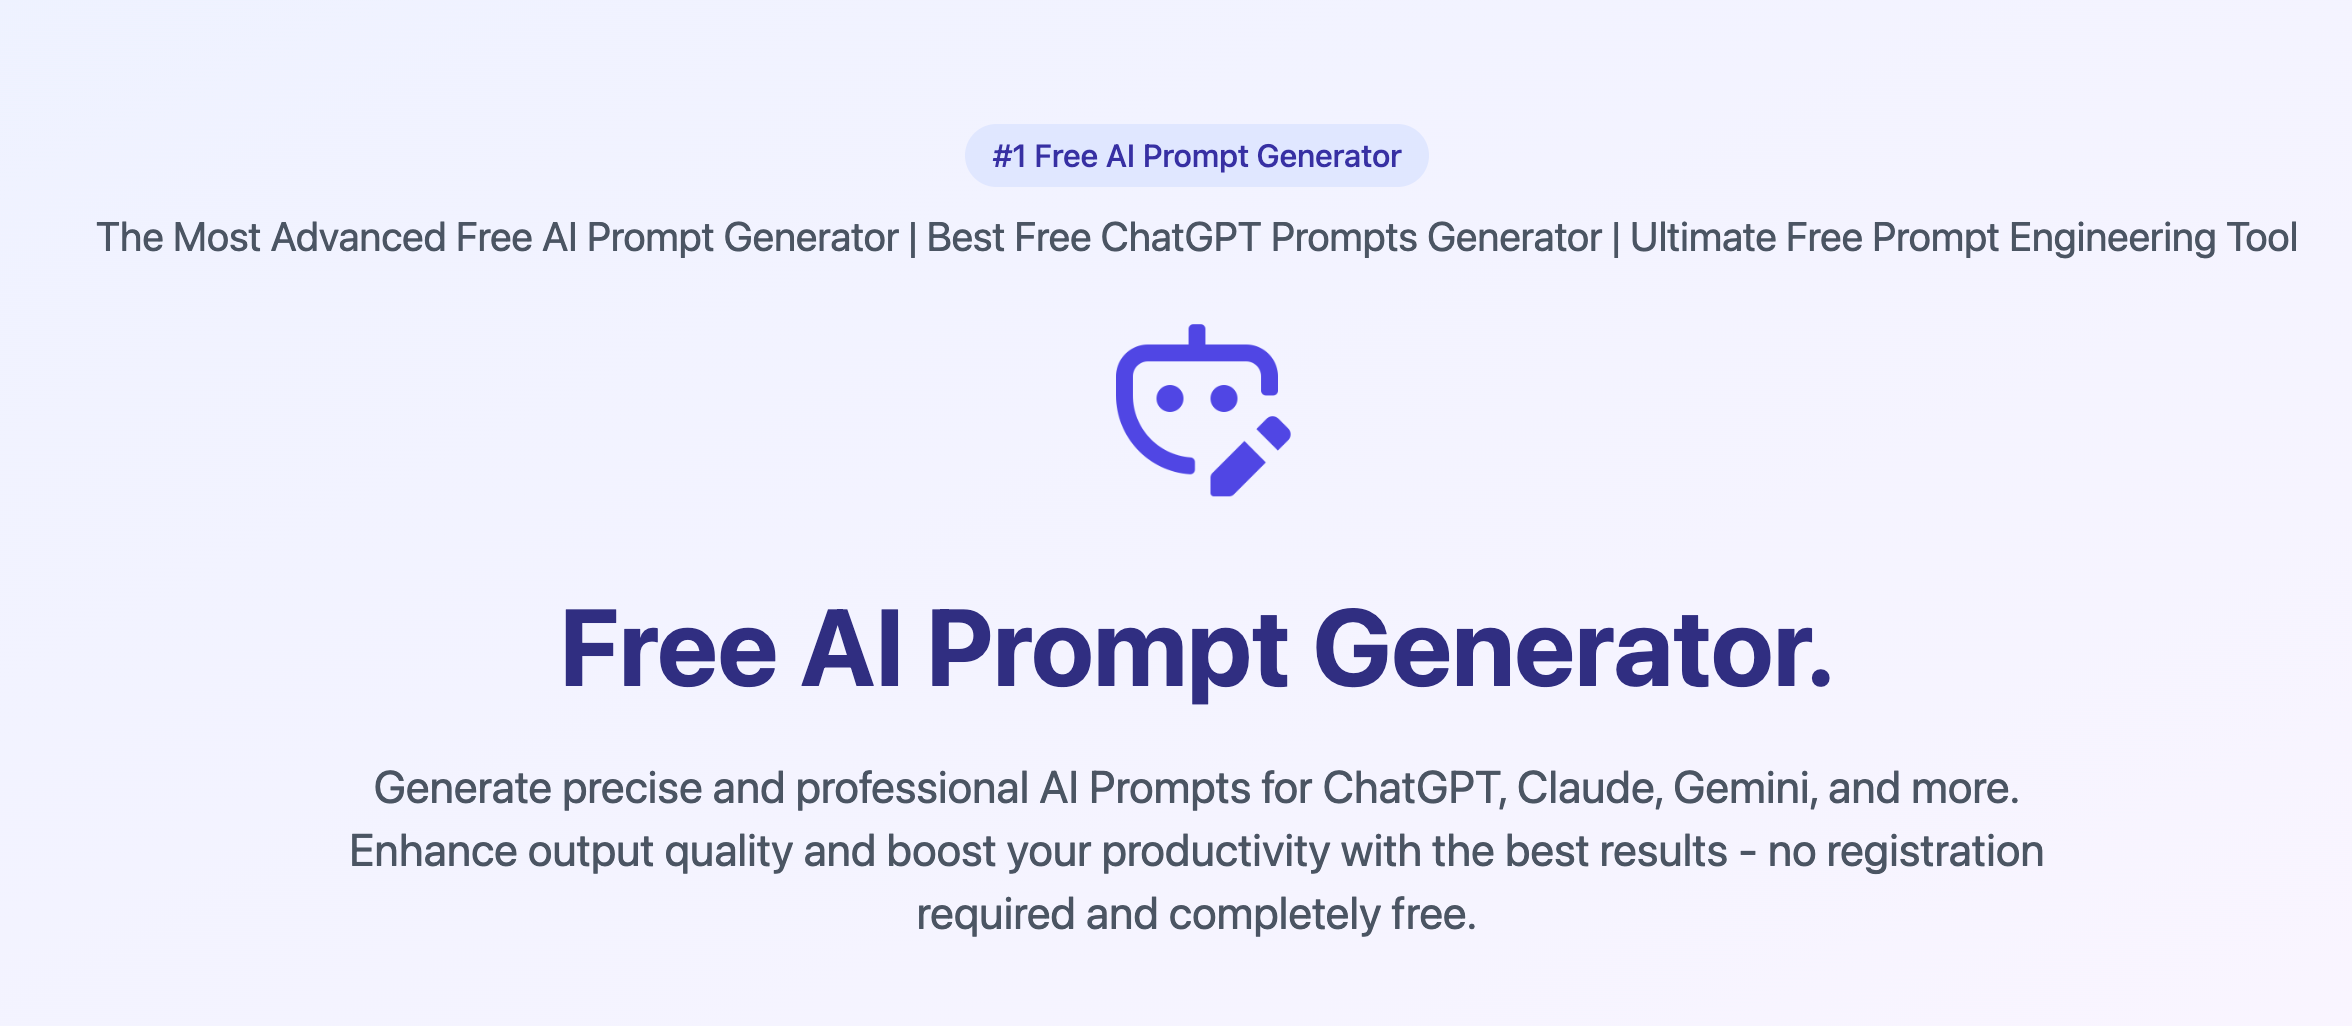 #1 Free AI Prompt Generator
The Most Advanced Free AI Prompt Generator | Best Free ChatGPT Prompts Generator | Ultimate Free Prompt Engineering Tool
Free AI Prompt Generator.
Generate precise and professional AI Prompts for ChatGPT, Claude, Gemini, and more.
Enhance output quality and boost your productivity with the best results - no registration
required and completely free.